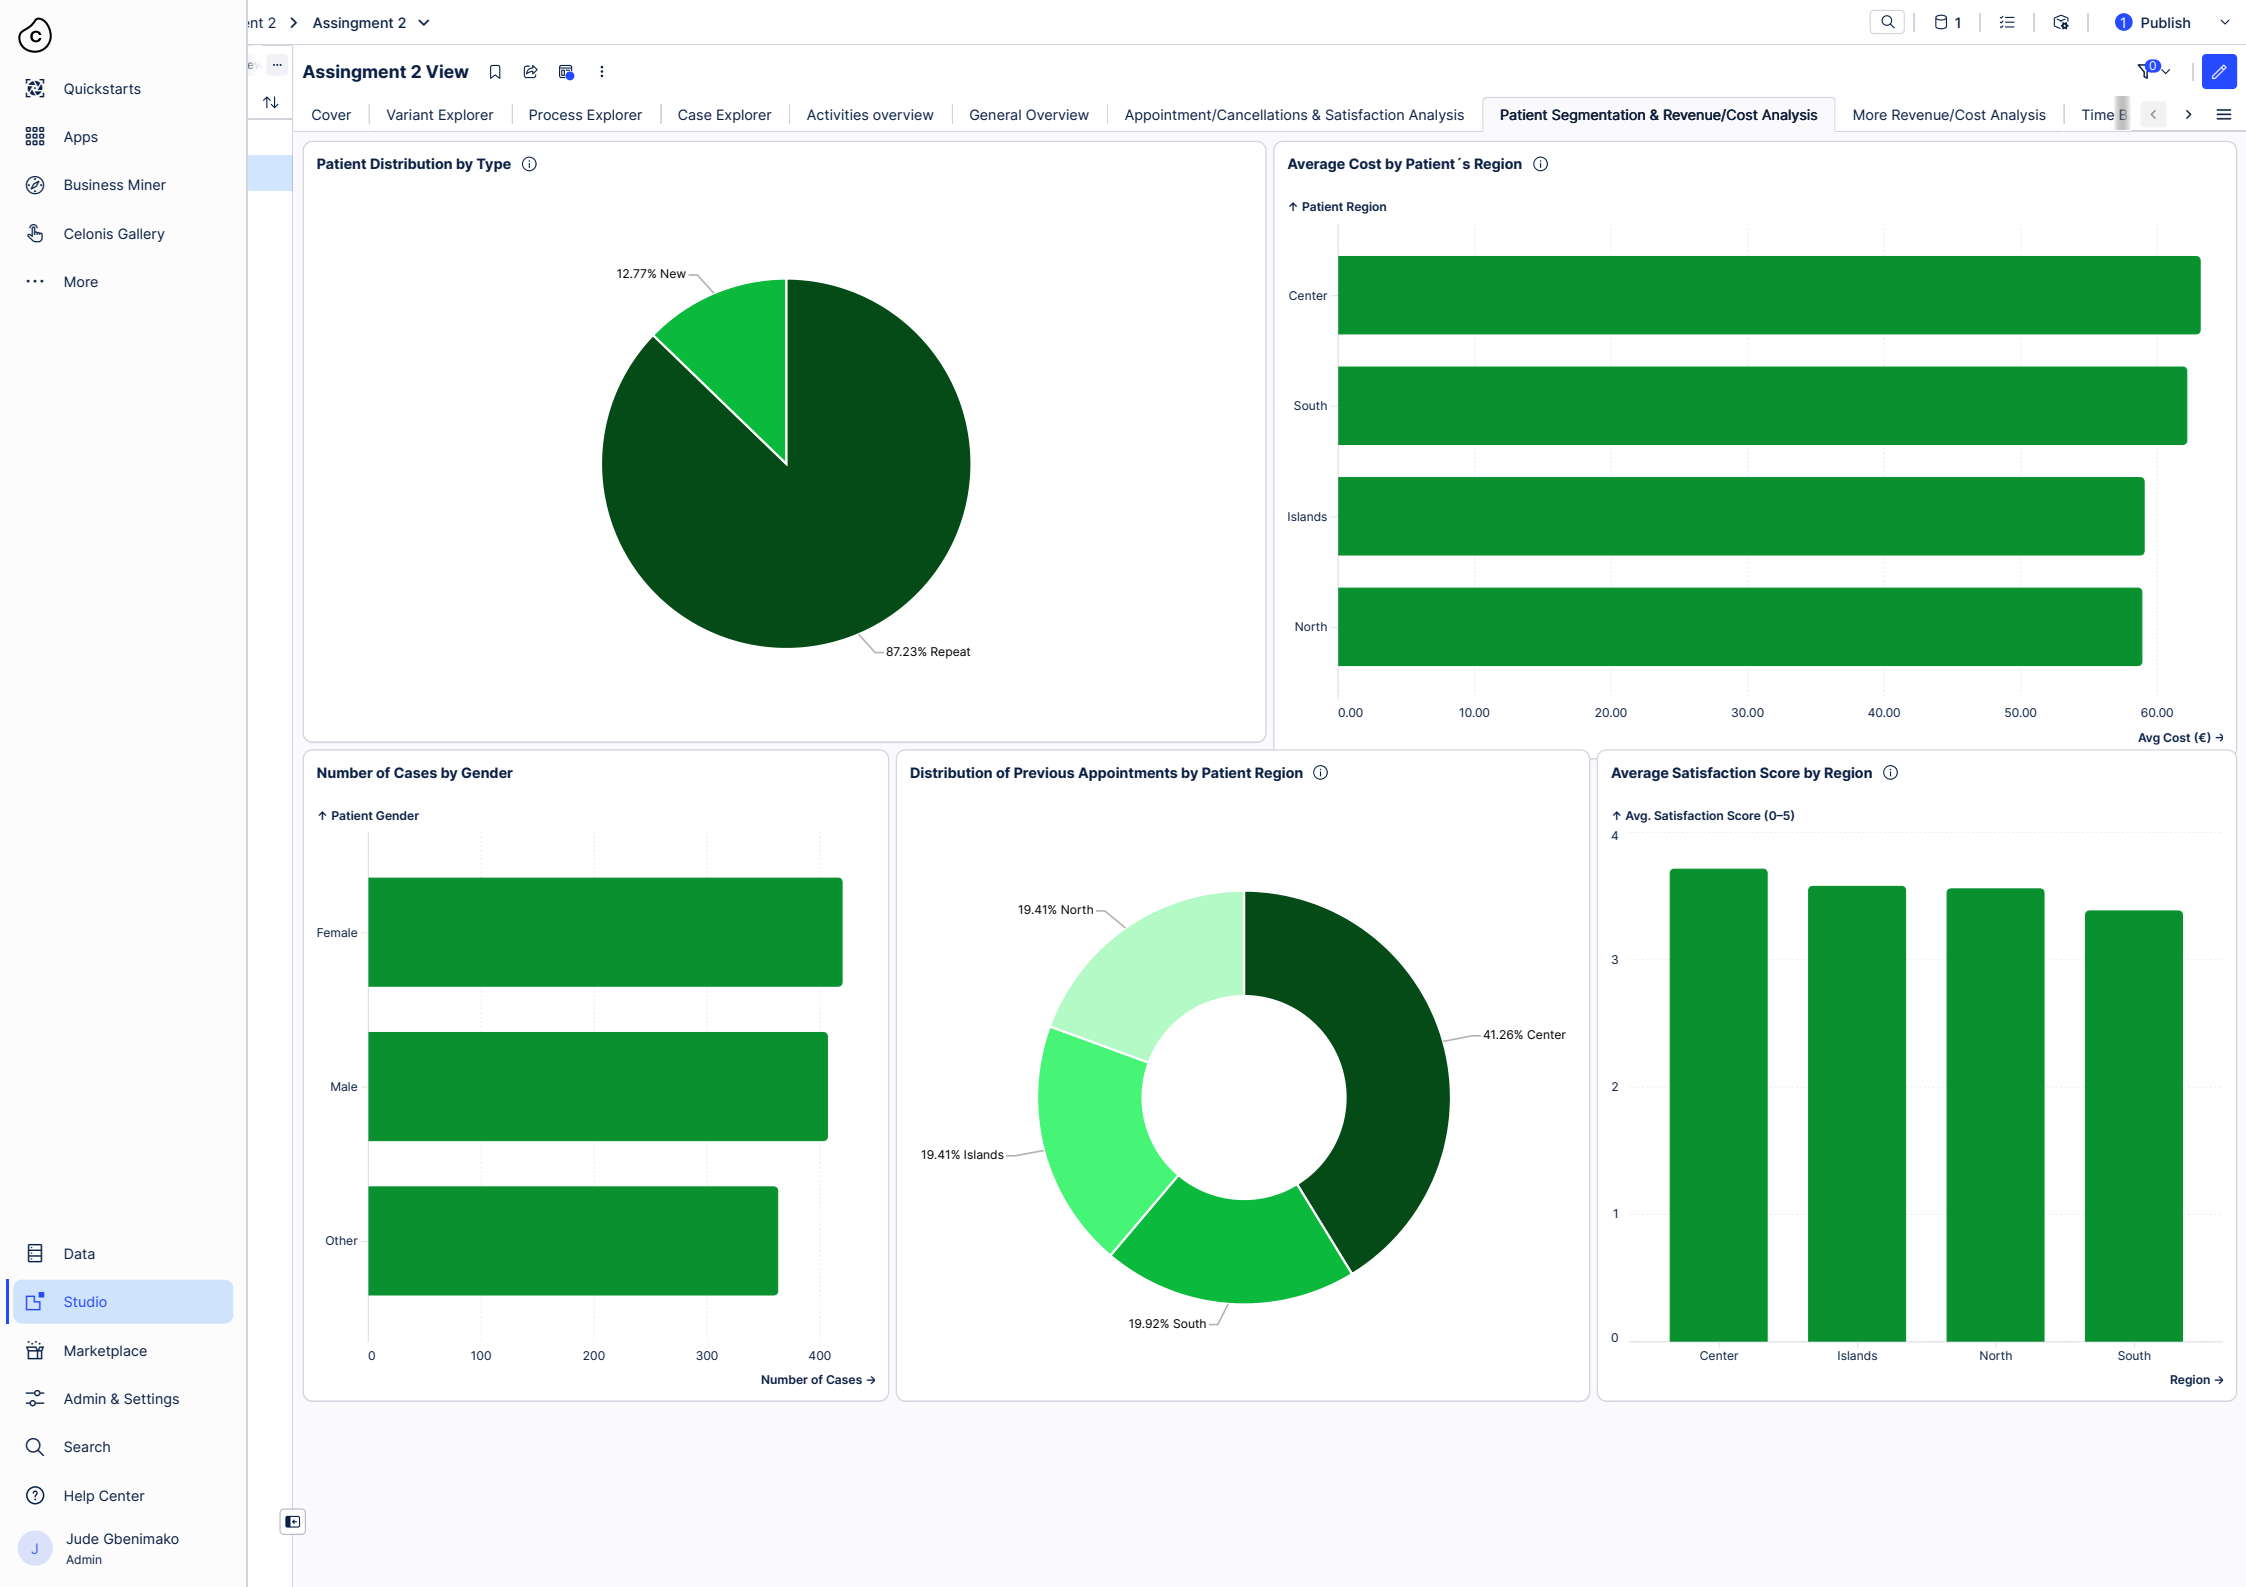 C
Quickstarts
Apps
Business Miner
Celonis Gallery
More
Data
Studio
Marketplace
Admin & Settings
Search
Help Center
J
Jude Gbenimako
Admin
nt 2 > Assingment 2
1
1 Publish
Assingment 2 View
0
Cover
Variant Explorer
Process Explorer
Case Explorer
Activities overview
General Overview
Appointment/Cancellations & Satisfaction Analysis
Patient Segmentation & Revenue/Cost Analysis
More Revenue/Cost Analysis
Time B
Patient Distribution by Type
12.77% New
87.23% Repeat
Average Cost by Patient´s Region
↑ Patient Region
Center
South
Islands
North
0.00 10.00 20.00 30.00 40.00 50.00 60.00
Avg Cost (€) →
Number of Cases by Gender
↑ Patient Gender
Female
Male
Other
0 100 200 300 400
Number of Cases →
Distribution of Previous Appointments by Patient Region
19.41% North
41.26% Center
19.41% Islands
19.92% South
Average Satisfaction Score by Region
↑ Avg. Satisfaction Score (0–5)
4
3
2
1
0
Center Islands North South
Region →